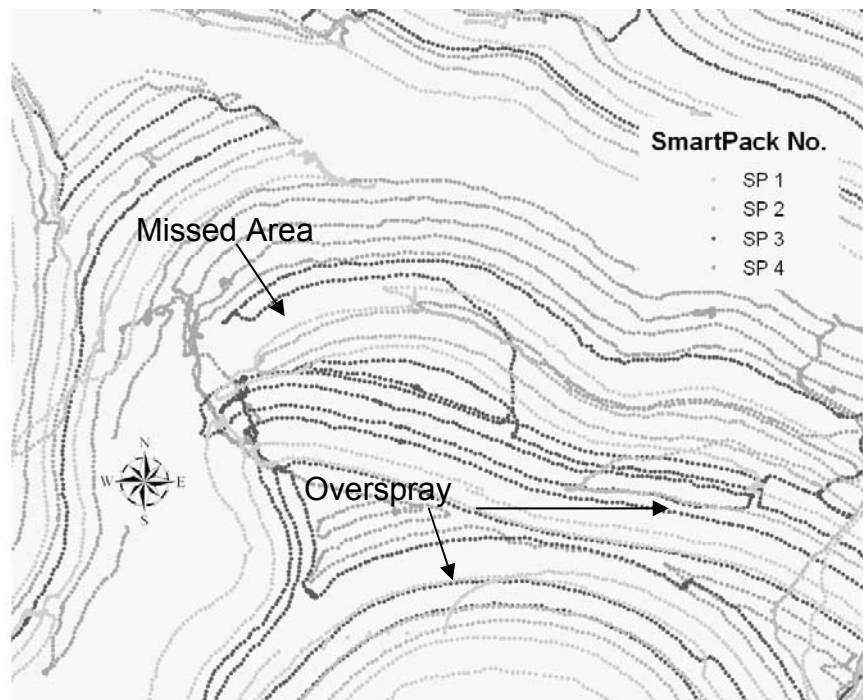 SmartPack No.
SP 1
SP 2
SP 3
SP 4
Missed Area
N
W E
S
Overspray